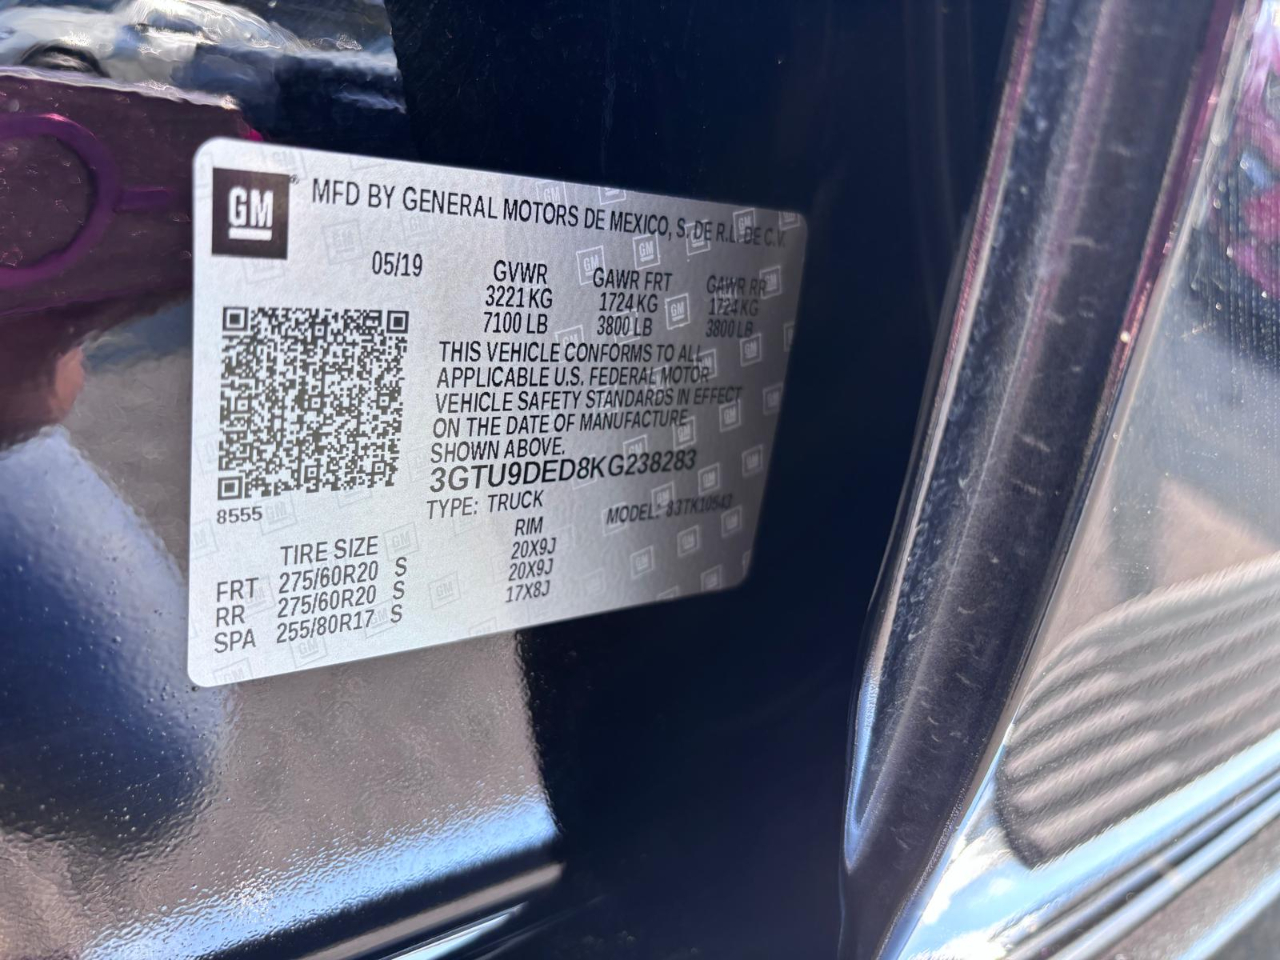 GM
MFD BY GENERAL MOTORS DE MEXICO, S. DE R.L. DE C.V.
05/19
GVWR GAWR FRT GAWR RR
3221 KG 1724 KG 1724 KG
7100 LB 3800 LB 3800 LB
THIS VEHICLE CONFORMS TO ALL
APPLICABLE U.S. FEDERAL MOTOR
VEHICLE SAFETY STANDARDS IN EFFECT
ON THE DATE OF MANUFACTURE
SHOWN ABOVE.
3GTU9DED8KG238283
TYPE: TRUCK MODEL: 83TK10543
8555
TIRE SIZE RIM
FRT 275/60R20 S 20X9J
RR 275/60R20 S 20X9J
SPA 255/80R17 S 17X8J